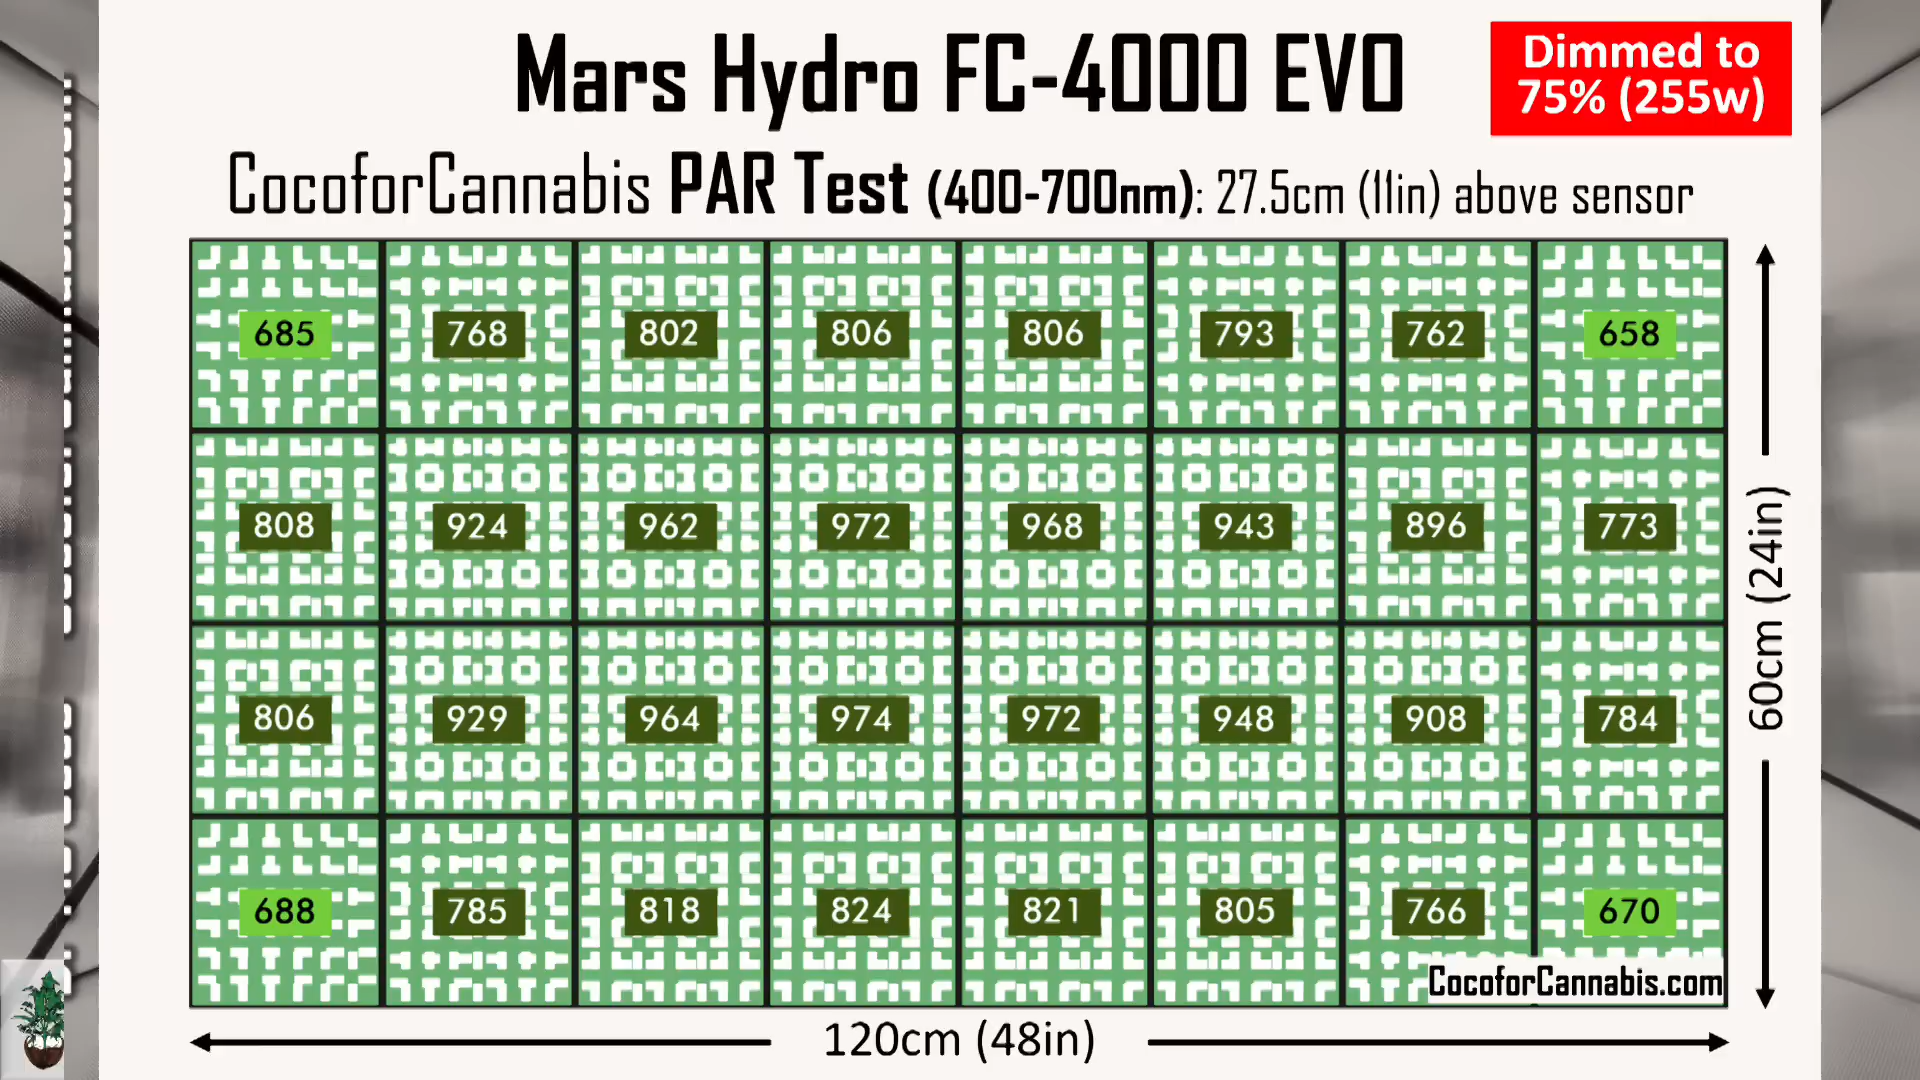 Mars Hydro FC-4000 EVO
Dimmed to
75% (255w)
CocoforCannabis PAR Test (400-700nm): 27.5cm (11in) above sensor
685 768 802 806 806 793 762 658
808 924 962 972 968 943 896 773
806 929 964 974 972 948 908 784
688 785 818 824 821 805 766 670
CocoforCannabis.com
60cm (24in)
120cm (48in)